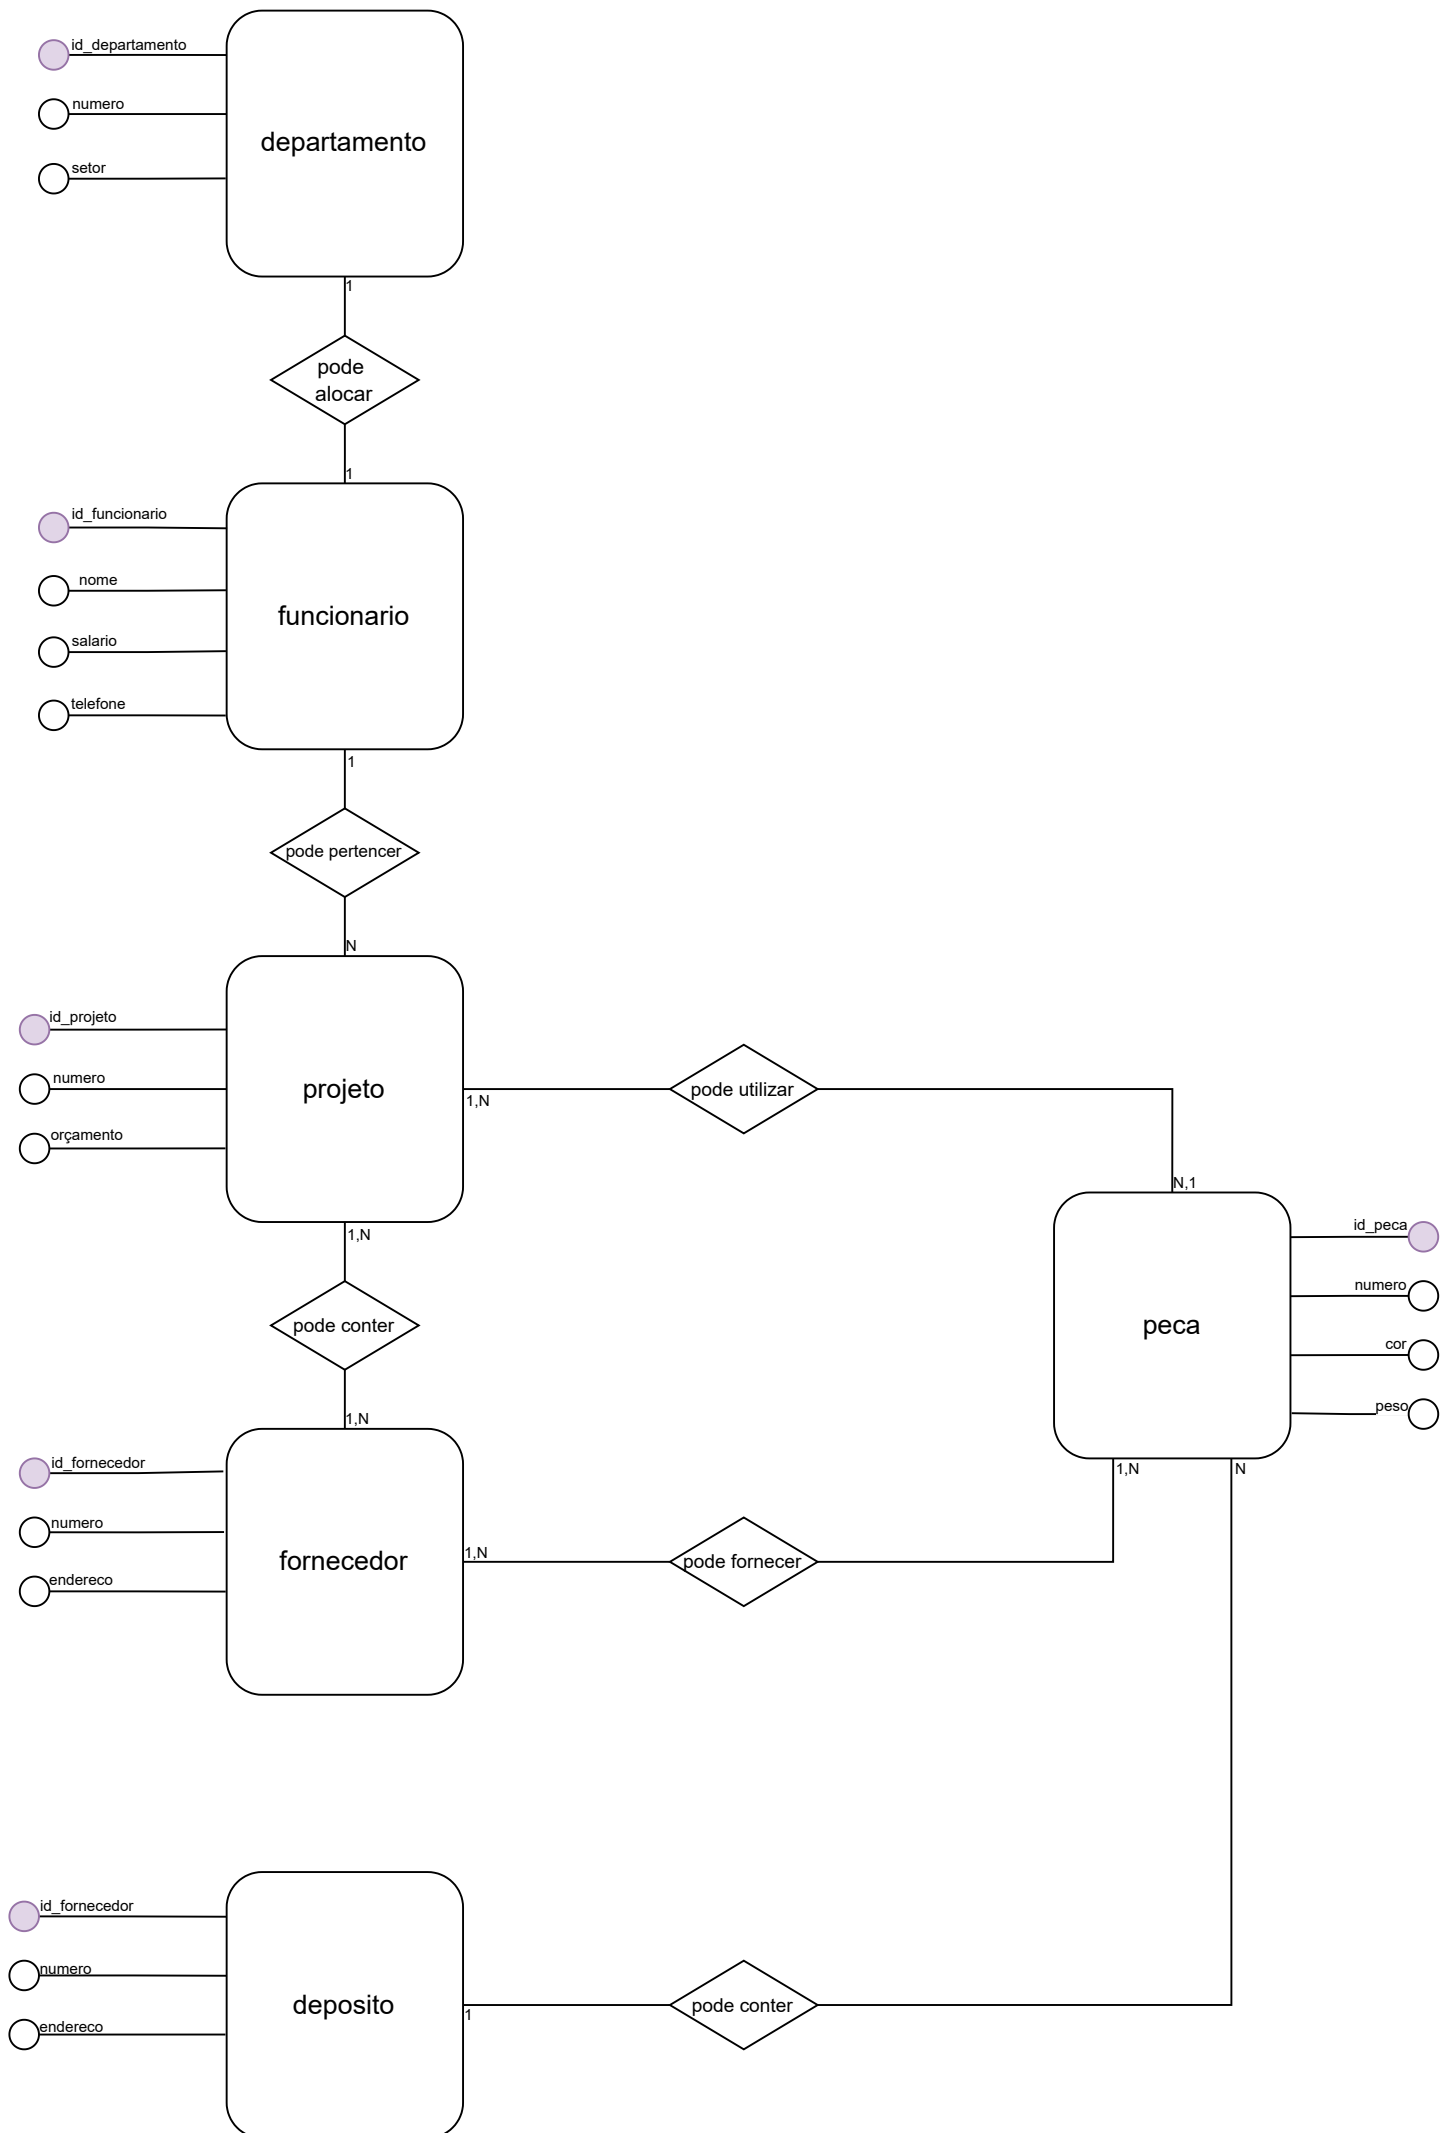 id_departamento
numero
setor
departamento
1
pode
alocar
1
id_funcionario
nome
salario
telefone
funcionario
1
pode pertencer
N
id_projeto
numero
orçamento
projeto
1,N
pode utilizar
N,1
1,N
pode conter
1,N
id_peca
numero
cor
peso
peca
1,N
N
id_fornecedor
numero
endereco
fornecedor
1,N
pode fornecer
id_fornecedor
numero
endereco
deposito
1
pode conter